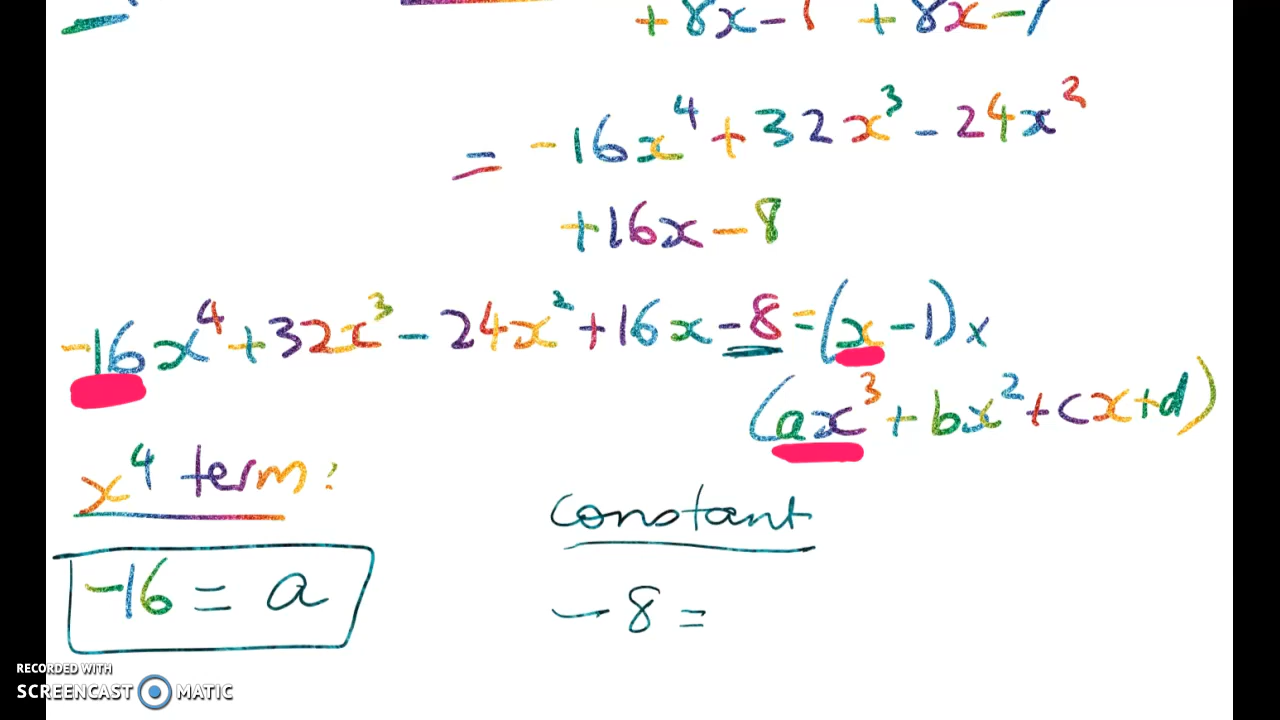 +8x-1 +8x-1
= -16x⁴+32x³-24x²
+16x-8
-16x⁴+32x³-24x²+16x-8=(x-1)x
(ax³+bx²+cx+d)
x⁴ term:
-16=a
constant
-8=
RECORDED WITH
SCREENCAST MATIC